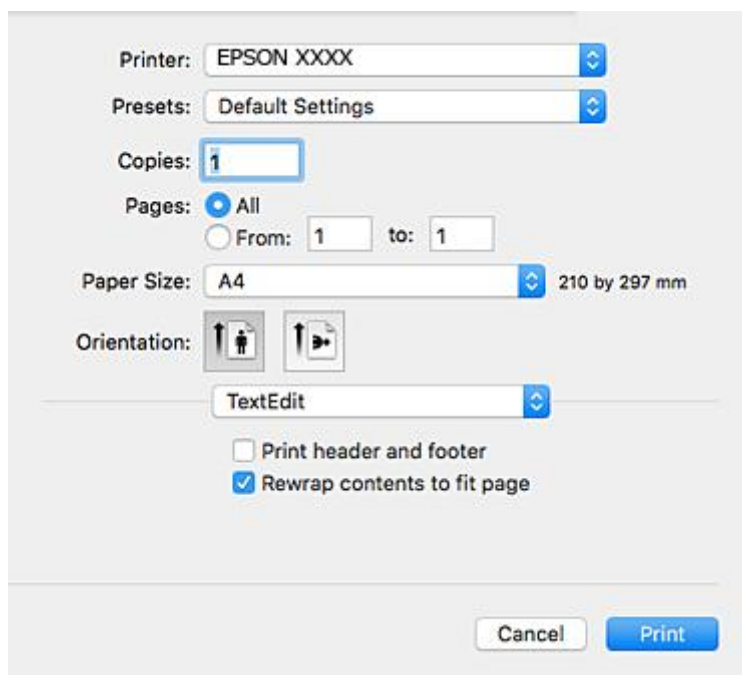 Printer: EPSON XXXX
Presets: Default Settings
Copies: 1
Pages: All
From: 1 to: 1
Paper Size: A4 210 by 297 mm
Orientation:
TextEdit
Print header and footer
Rewrap contents to fit page
Cancel Print